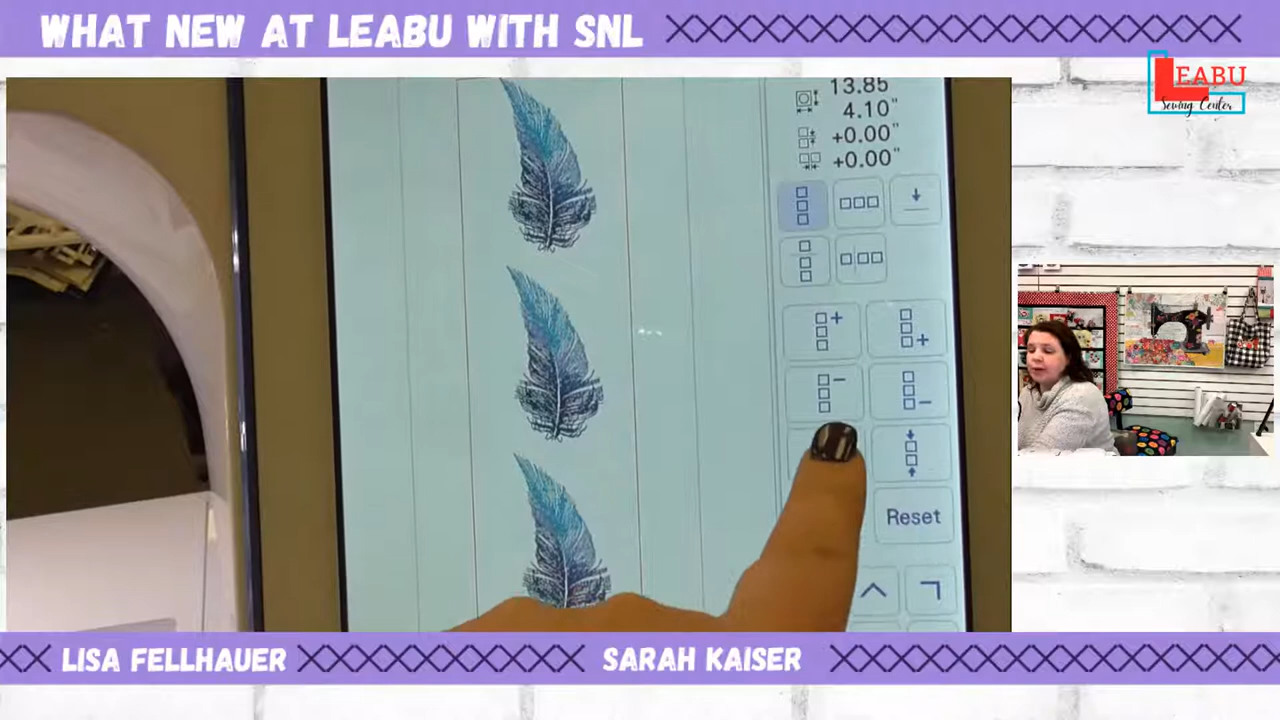 WHAT NEW AT LEABU WITH SNL
LEABU
Sewing Center
13.85
4.10"
+0.00"
+0.00"
Reset
LISA FELLHAUER
SARAH KAISER